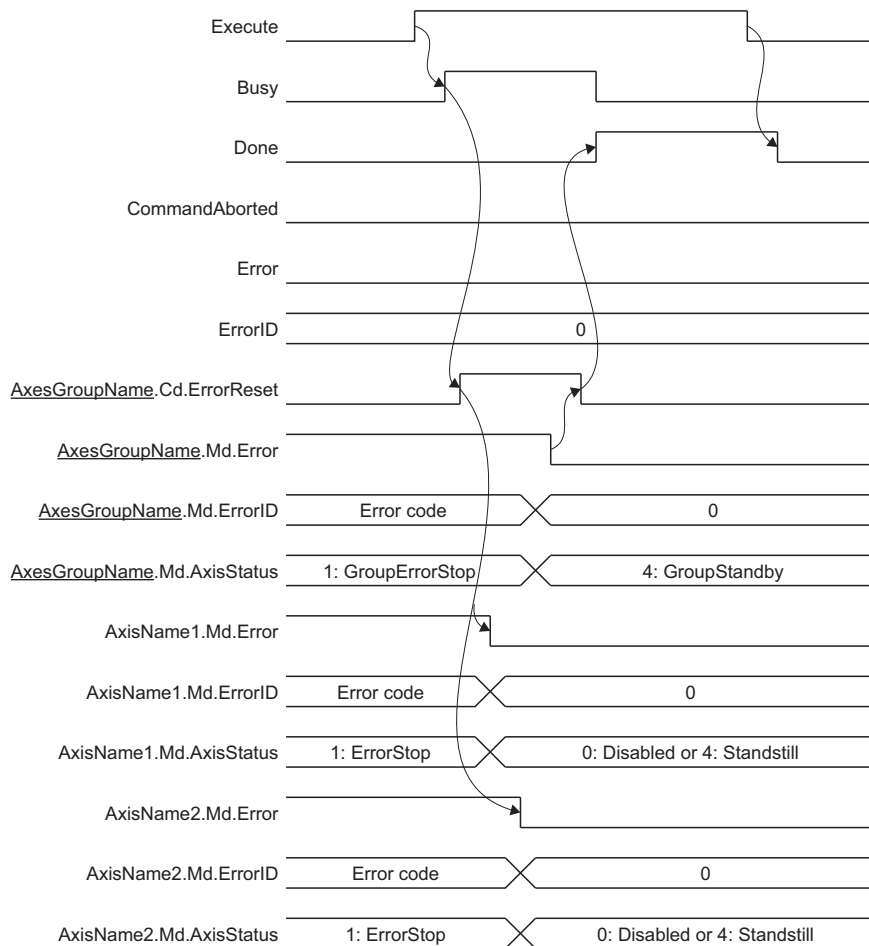 Execute
Busy
Done
CommandAborted
Error
ErrorID 0
AxesGroupName.Cd.ErrorReset
AxesGroupName.Md.Error
AxesGroupName.Md.ErrorID Error code 0
AxesGroupName.Md.AxisStatus 1: GroupErrorStop 4: GroupStandby
AxisName1.Md.Error
AxisName1.Md.ErrorID Error code 0
AxisName1.Md.AxisStatus 1: ErrorStop 0: Disabled or 4: Standstill
AxisName2.Md.Error
AxisName2.Md.ErrorID Error code 0
AxisName2.Md.AxisStatus 1: ErrorStop 0: Disabled or 4: Standstill